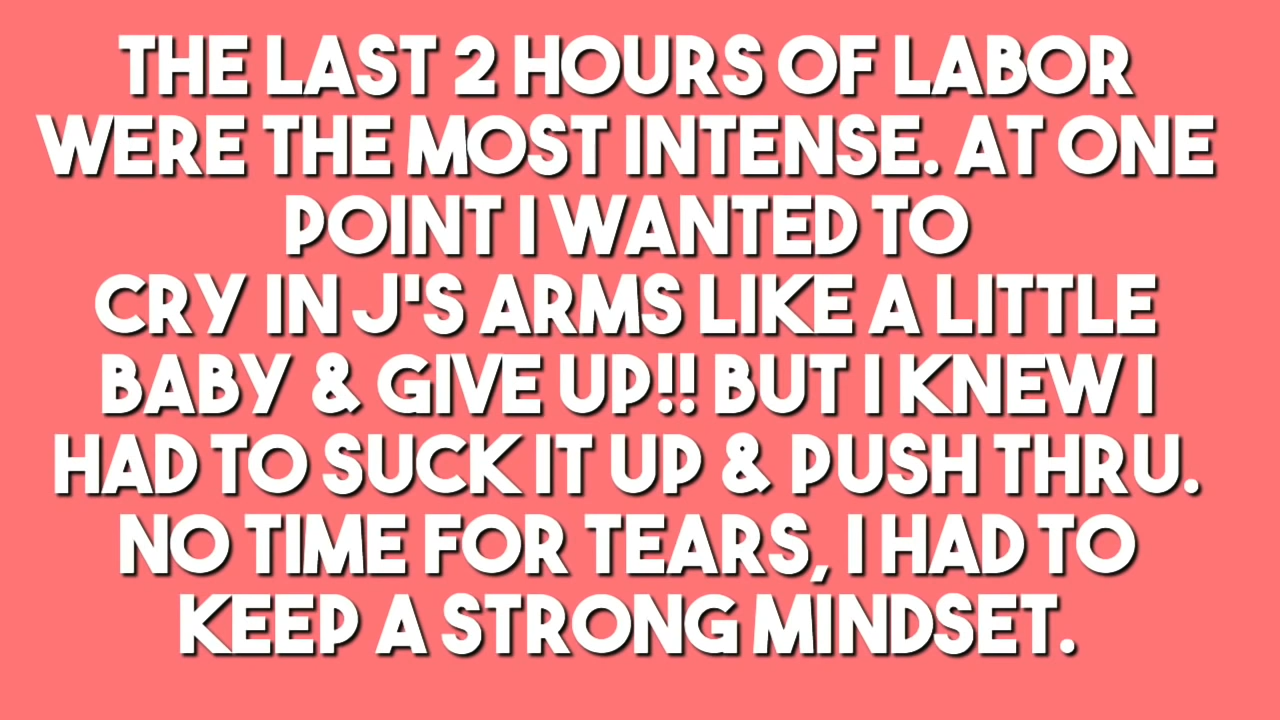 THE LAST 2 HOURS OF LABOR
WERE THE MOST INTENSE. AT ONE
POINT I WANTED TO
CRY IN J'S ARMS LIKE A LITTLE
BABY & GIVE UP!! BUT I KNEW I
HAD TO SUCK IT UP & PUSH THRU.
NO TIME FOR TEARS, I HAD TO
KEEP A STRONG MINDSET.